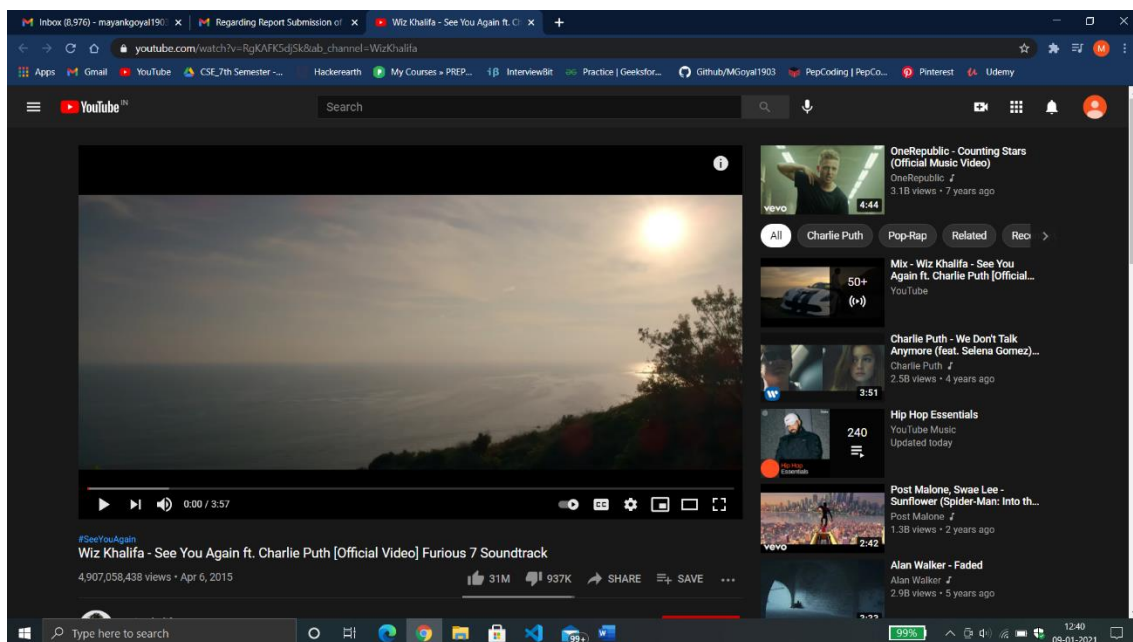 Inbox (8,976) - mayankgoyal190
Regarding Report Submission of
Wiz Khalifa - See You Again ft. C
youtube.com/watch?v=RgKAFK5djSk&ab_channel=WizKhalifa
Apps Gmail YouTube CSE_7th Semester -... Hackerearth My Courses » PREP... InterviewBit Practice | Geeksfor... Github/MGoyal1903 PepCoding | PepCo... Pinterest Udemy
M
YouTube IN
Search
OneRepublic - Counting Stars
(Official Music Video)
OneRepublic
3.1B views • 7 years ago
vevo
4:44
All Charlie Puth Pop-Rap Related Rec
Mix - Wiz Khalifa - See You
Again ft. Charlie Puth [Official...
YouTube
50+
Charlie Puth - We Don't Talk
Anymore (feat. Selena Gomez)...
Charlie Puth
2.5B views • 4 years ago
3:51
Hip Hop Essentials
YouTube Music
Updated today
240
Hip Hop
Essentials
Post Malone, Swae Lee -
Sunflower (Spider-Man: Into th...
Post Malone
1.3B views • 2 years ago
vevo
2:42
Alan Walker - Faded
Alan Walker
2.9B views • 5 years ago
0:00 / 3:57
CC
#SeeYouAgain
Wiz Khalifa - See You Again ft. Charlie Puth [Official Video] Furious 7 Soundtrack
4,907,058,438 views • Apr 6, 2015
31M 937K SHARE SAVE
Type here to search
99+
99%
12:40
09-01-2021